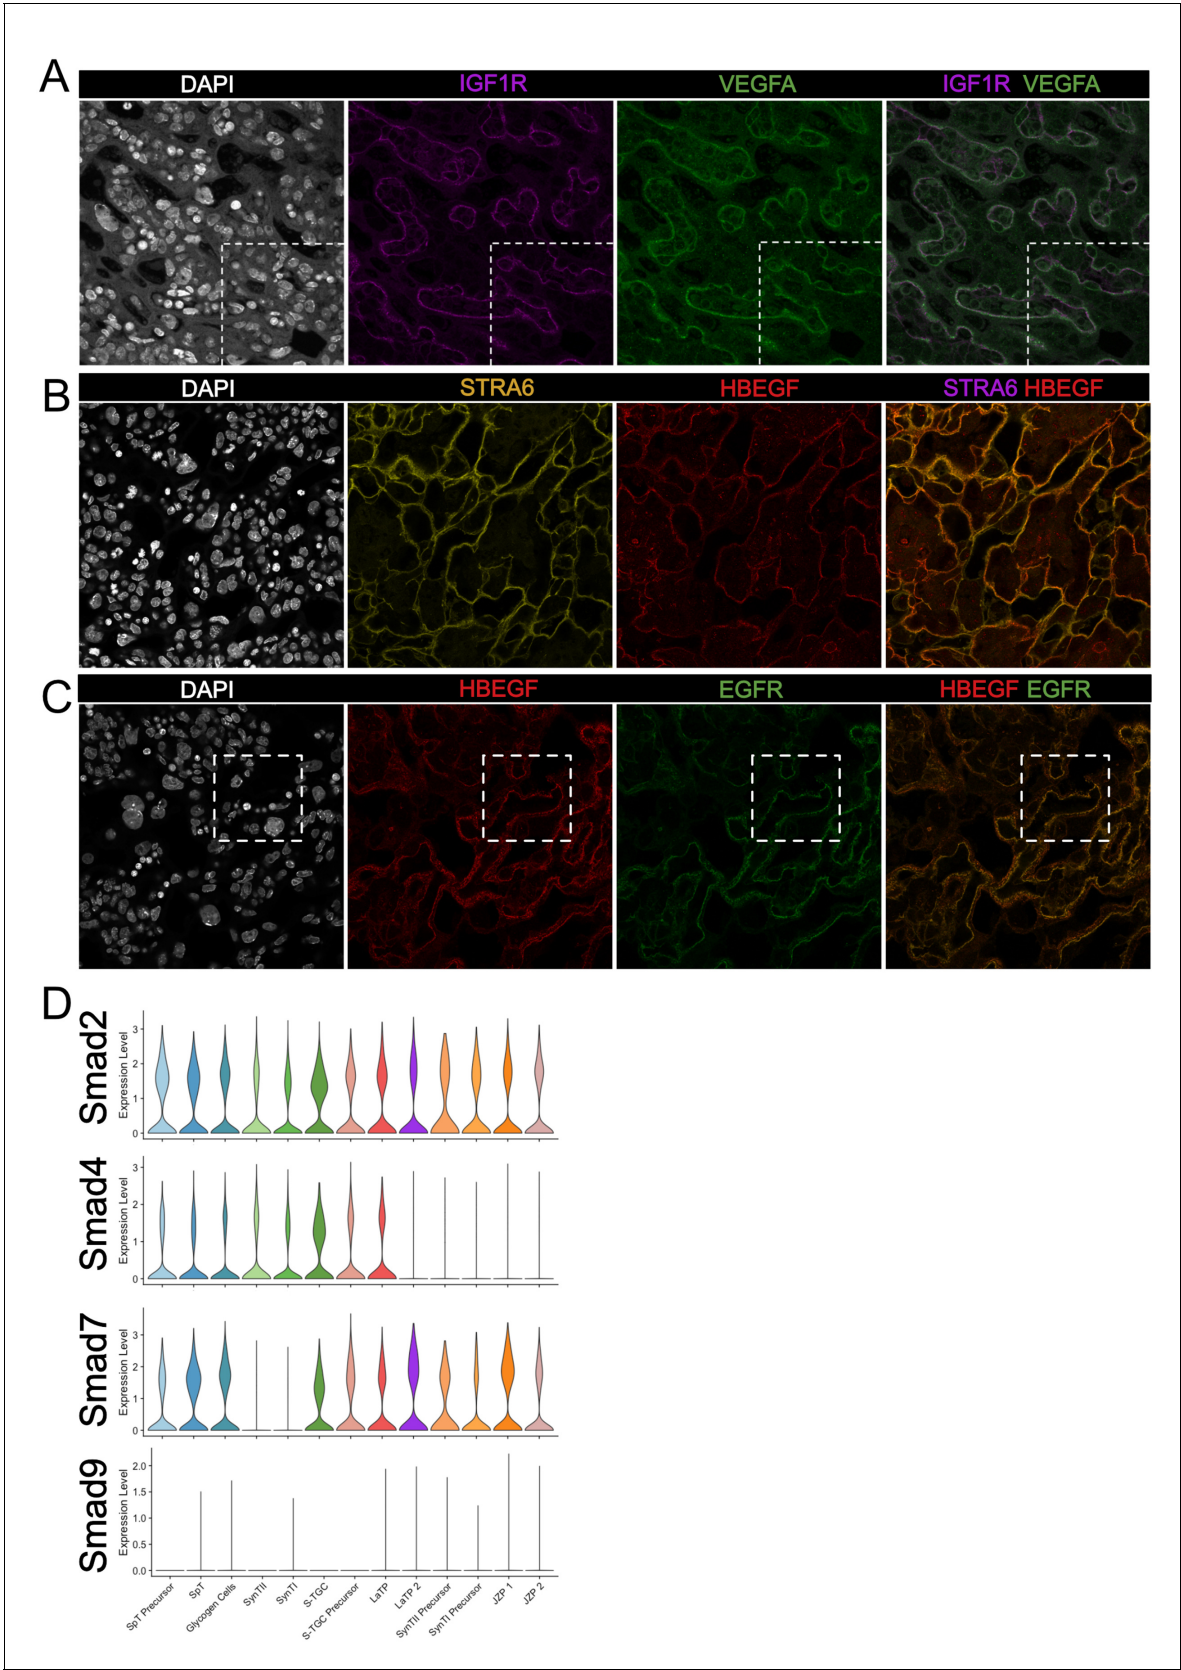 A
DAPI IGF1R VEGFA IGF1R VEGFA
B
DAPI STRA6 HBEGF STRA6 HBEGF
C
DAPI HBEGF EGFR HBEGF EGFR
D
Smad2
Expression Level
3
2
1
0
Smad4
Expression Level
3
2
1
0
Smad7
Expression Level
3
2
1
0
Smad9
Expression Level
2.0
1.5
1.0
0.5
0.0
SpT Precursor
SpT
Glycogen Cells
SynTII
SynTI
S-TGC
S-TGC Precursor
LaTP
LaTP 2
SynTII Precursor
SynTI Precursor
JZP 1
JZP 2